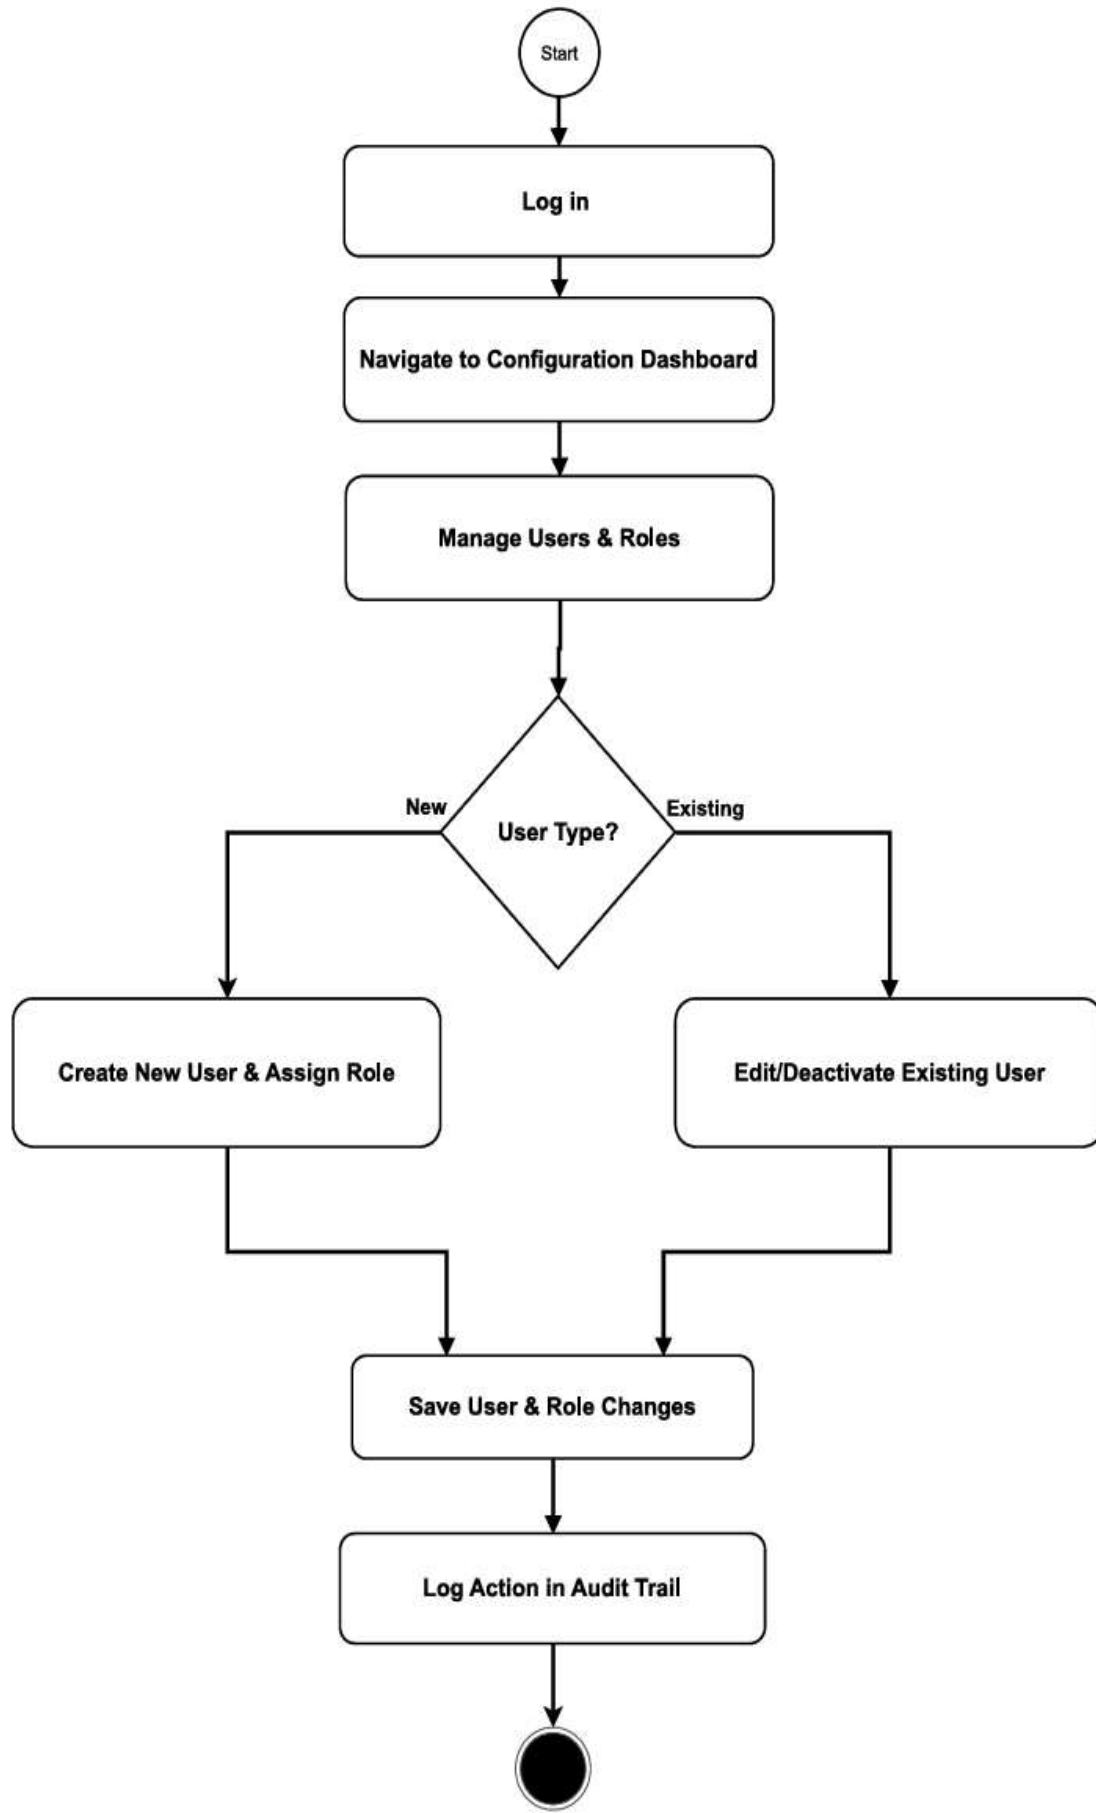 Start
Log in
Navigate to Configuration Dashboard
Manage Users & Roles
New
Existing
User Type?
Create New User & Assign Role
Edit/Deactivate Existing User
Save User & Role Changes
Log Action in Audit Trail